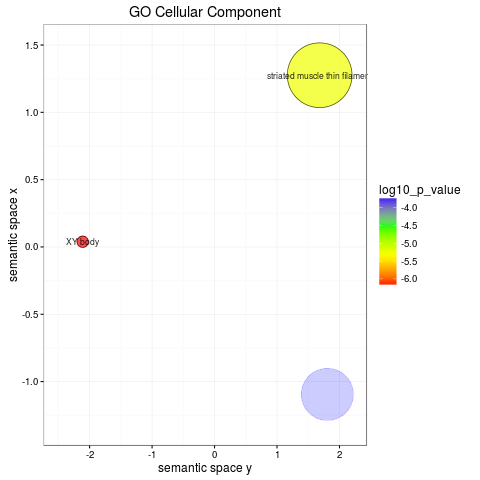 GO Cellular Component
1.5
1.0
0.5
0.0
-0.5
-1.0
semantic space x
striated muscle thin filamer
XY body
-2
-1
0
1
2
semantic space y
log10_p_value
-4.0
-4.5
-5.0
-5.5
-6.0